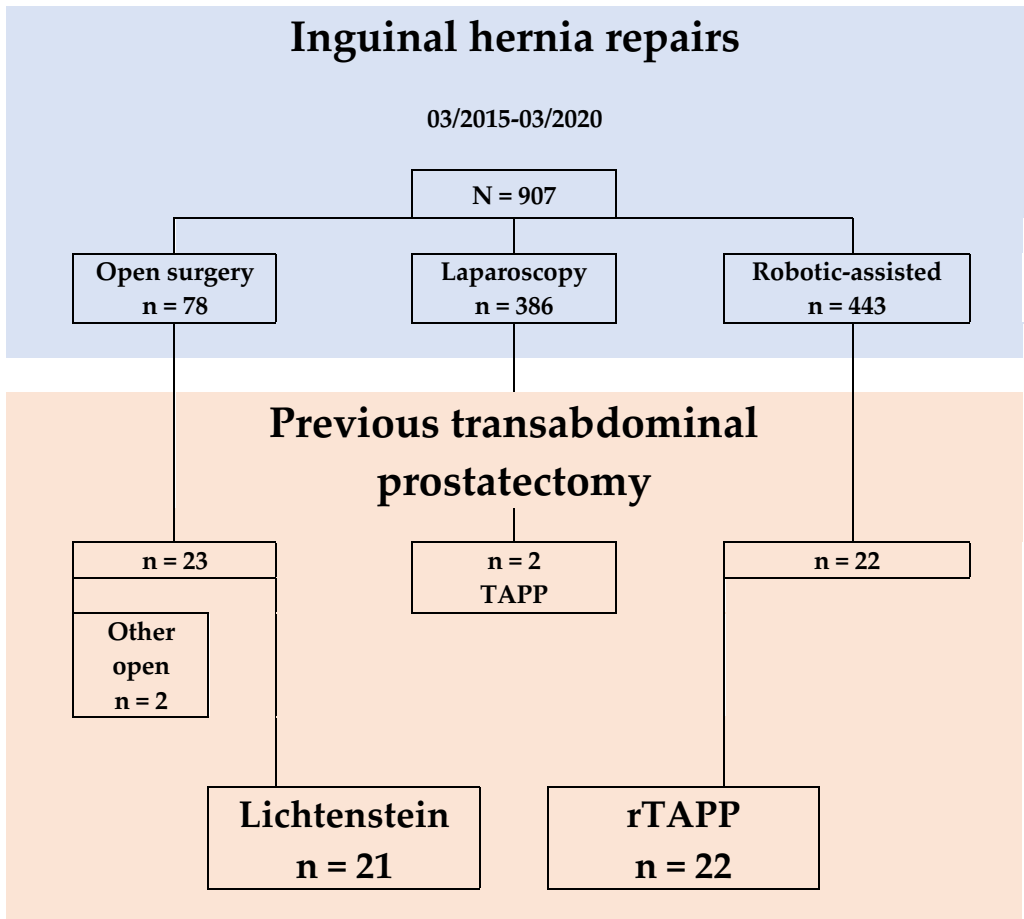 Inguinal hernia repairs
03/2015-03/2020
N = 907
Open surgery
n = 78
Laparoscopy
n = 386
Robotic-assisted
n = 443
Previous transabdominal
prostatectomy
n = 23
n = 2
TAPP
n = 22
Other
open
n = 2
Lichtenstein
n = 21
rTAPP
n = 22